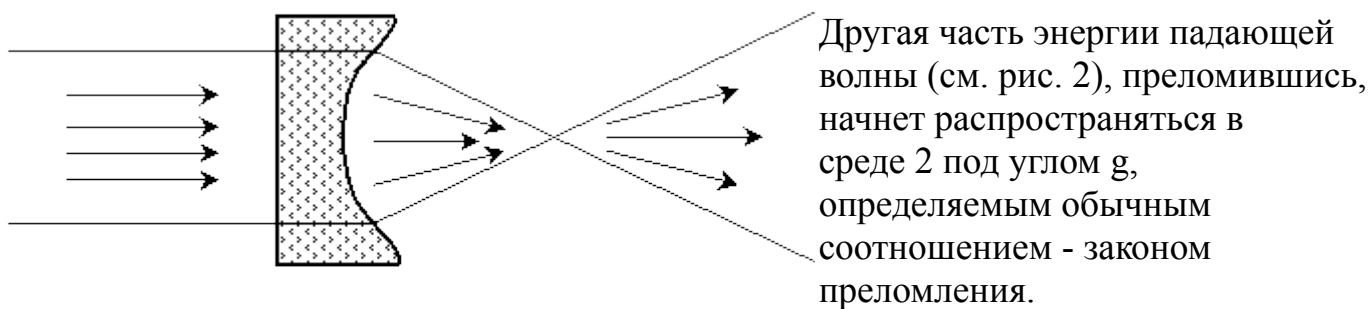 Другая часть энергии падающей
волны (см. рис. 2), преломившись,
начнет распространяться в
среде 2 под углом g,
определяемым обычным
соотношением - законом
преломления.